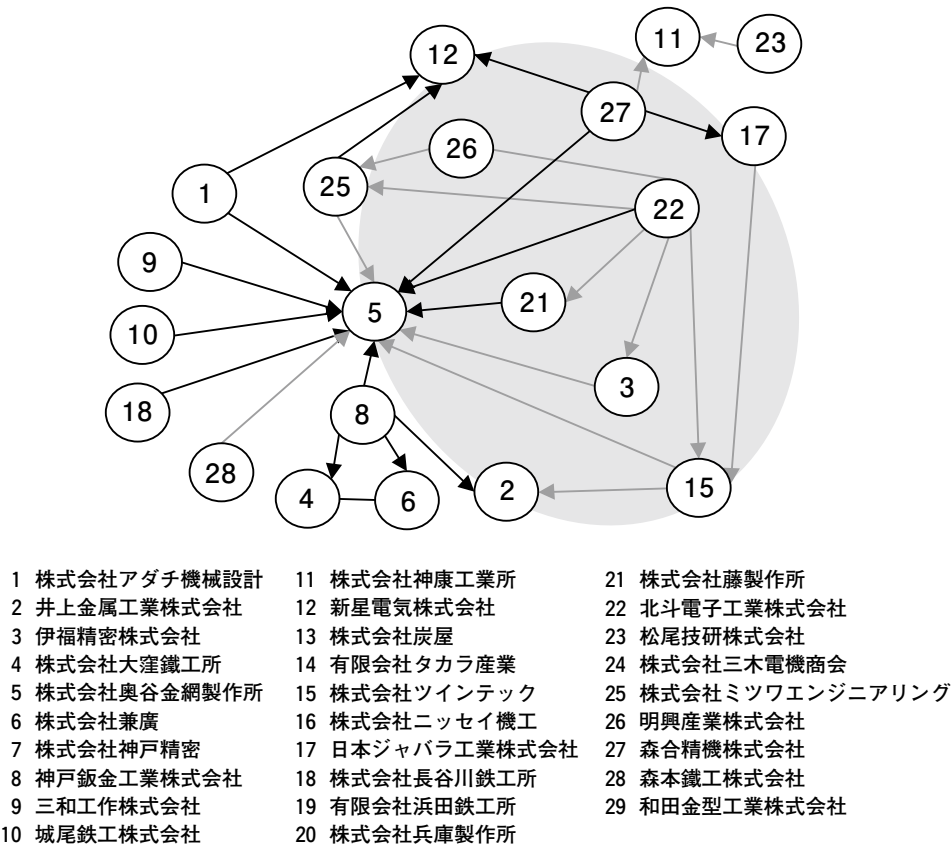 12
11
23
27
17
26
25
1
22
9
21
5
10
3
18
8
28
4
6
2
15
1 株式会社アダチ機械設計
2 井上金属工業株式会社
3 伊福精密株式会社
4 株式会社大窪鐵工所
5 株式会社奥谷金網製作所
6 株式会社兼廣
7 株式会社神戸精密
8 神戸鈑金工業株式会社
9 三和工作株式会社
10 城尾鉄工株式会社
11 株式会社神康工業所
12 新星電気株式会社
13 株式会社炭屋
14 有限会社タカラ産業
15 株式会社ツインテック
16 株式会社ニッセイ機工
17 日本ジャバラ工業株式会社
18 株式会社長谷川鉄工所
19 有限会社浜田鉄工所
20 株式会社兵庫製作所
21 株式会社藤製作所
22 北斗電子工業株式会社
23 松尾技研株式会社
24 株式会社三木電機商会
25 株式会社ミツワエンジニアリング
26 明興産業株式会社
27 森合精機株式会社
28 森本鐵工株式会社
29 和田金型工業株式会社